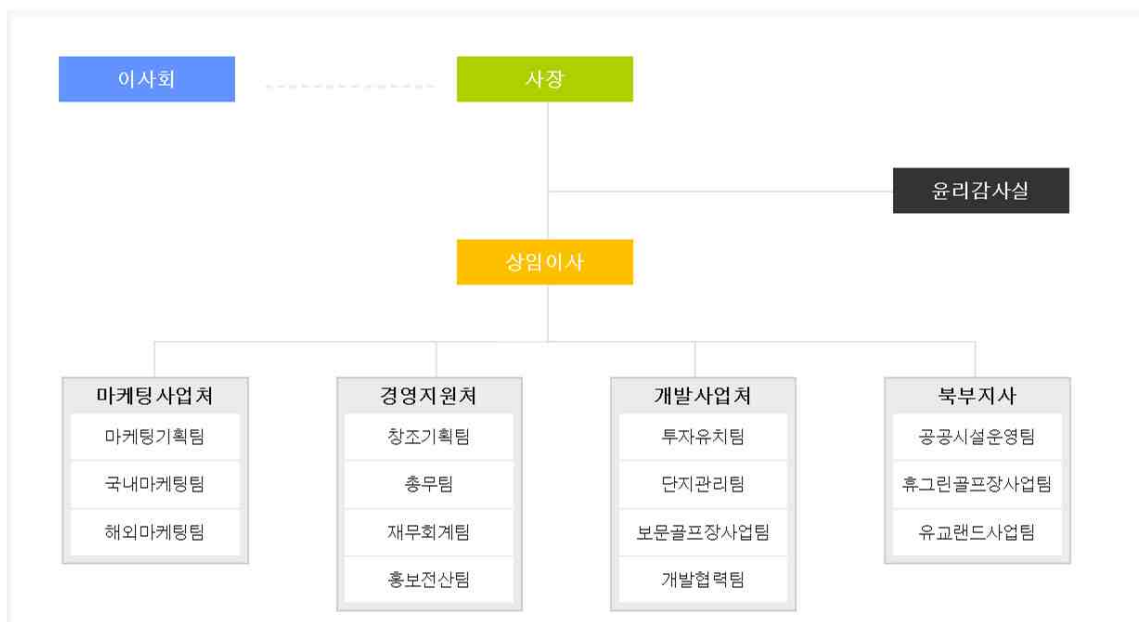 이사회
사장
윤리감사실
상임이사
마케팅사업처
마케팅기획팀
국내마케팅팀
해외마케팅팀
경영지원처
창조기획팀
총무팀
재무회계팀
홍보전산팀
개발사업처
투자유치팀
단지관리팀
보문골프장사업팀
개발협력팀
북부지사
공공시설운영팀
휴그린골프장사업팀
유교랜드사업팀